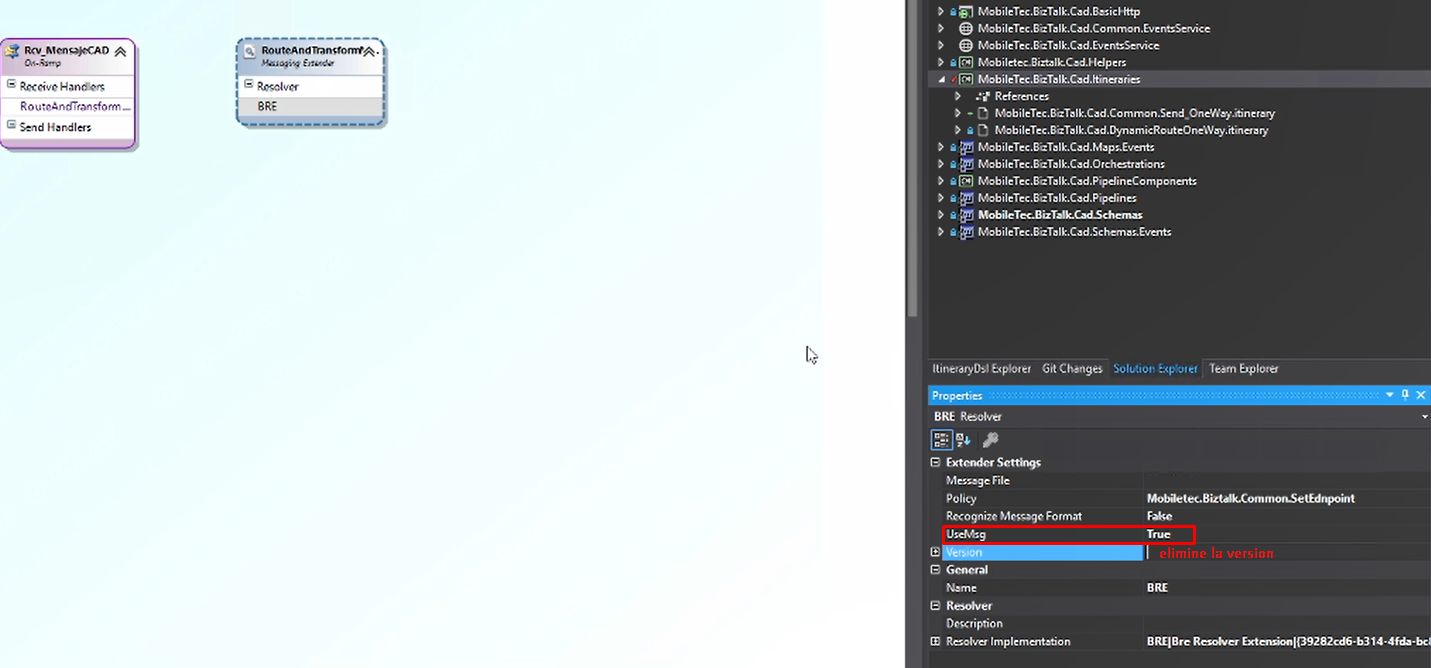 Rcv_MensajeCAD
On-Ramp
Receive Handlers
RouteAndTransform...
Send Handlers
RouteAndTransform
Messaging Extender
Resolver
BRE
MobileTec.BizTalk.Cad.BasicHttp
MobileTec.BizTalk.Cad.Common.EventsService
MobileTec.BizTalk.Cad.EventsService
Mobiletec.Biztalk.Cad.Helpers
MobileTec.BizTalk.Cad.Itineraries
References
MobileTec.BizTalk.Cad.Common.Send_OneWay.itinerary
MobileTec.BizTalk.Cad.DynamicRouteOneWay.itinerary
MobileTec.BizTalk.Cad.Maps.Events
MobileTec.BizTalk.Cad.Orchestrations
MobileTec.BizTalk.Cad.PipelineComponents
MobileTec.BizTalk.Cad.Pipelines
MobileTec.BizTalk.Cad.Schemas
MobileTec.BizTalk.Cad.Schemas.Events
ItineraryDsl Explorer Git Changes Solution Explorer Team Explorer
Properties
BRE Resolver
Extender Settings
Message File
Policy Mobiletec.Biztalk.Common.SetEdnpoint
Recognize Message Format False
UseMsg True
Version elimine la version
General
Name BRE
Resolver
Description
Resolver Implementation BRE|Bre Resolver Extension|{39282cd6-b314-4fda-bc8